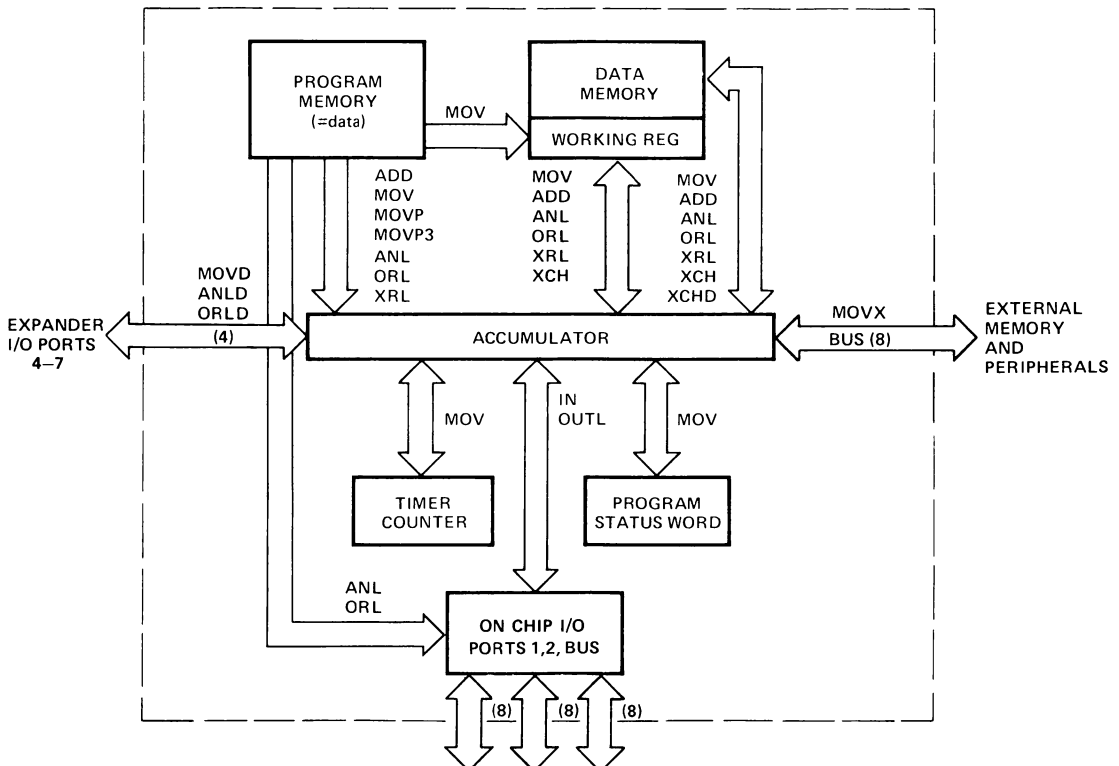 PROGRAM
MEMORY
(=data)
MOV
DATA
MEMORY
WORKING REG
ADD
MOV
MOVP
MOVP3
ANL
ORL
XRL
MOV
ADD
ANL
ORL
XRL
XCH
MOV
ADD
ANL
ORL
XRL
XCH
XCHD
MOVD
ANLD
ORLD
(4)
EXPANDER
I/O PORTS
4–7
ACCUMULATOR
MOVX
BUS (8)
EXTERNAL
MEMORY
AND
PERIPHERALS
MOV
IN
OUTL
MOV
TIMER
COUNTER
PROGRAM
STATUS WORD
ANL
ORL
ON CHIP I/O
PORTS 1,2, BUS
(8) (8) (8)